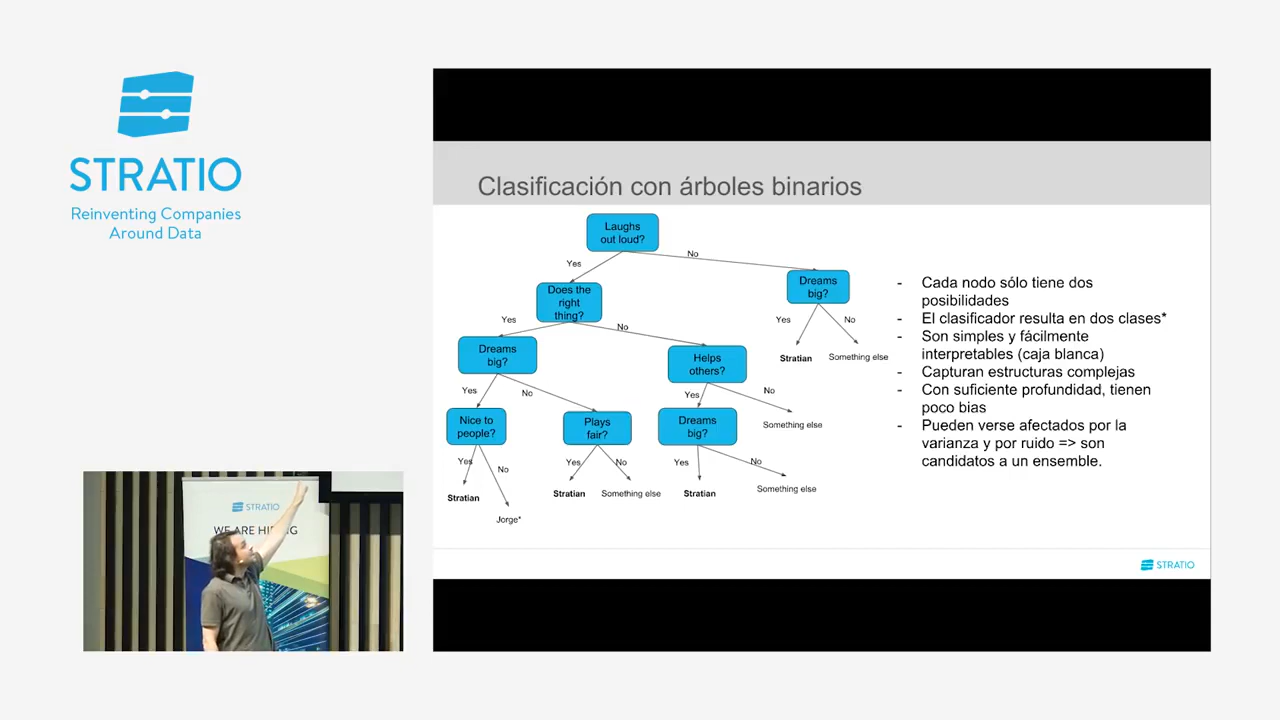 STRATIO
Reinventing Companies
Around Data
Clasificación con árboles binarios
Laughs
out loud?
Yes
No
Does the
right
thing?
Dreams
big?
Yes
No
Yes
No
Dreams
big?
Helps
others?
Stratian
Something else
Yes
No
Yes
No
Nice to
people?
Plays
fair?
Dreams
big?
Something else
Yes
No
Yes
No
Yes
No
Stratian
Jorge*
Stratian
Something else
Stratian
Something else
- Cada nodo sólo tiene dos
posibilidades
- El clasificador resulta en dos clases*
- Son simples y fácilmente
interpretables (caja blanca)
- Capturan estructuras complejas
- Con suficiente profundidad, tienen
poco bias
- Pueden verse afectados por la
varianza y por ruido => son
candidatos a un ensemble.
STRATIO
STRATIO
WE ARE HIRING